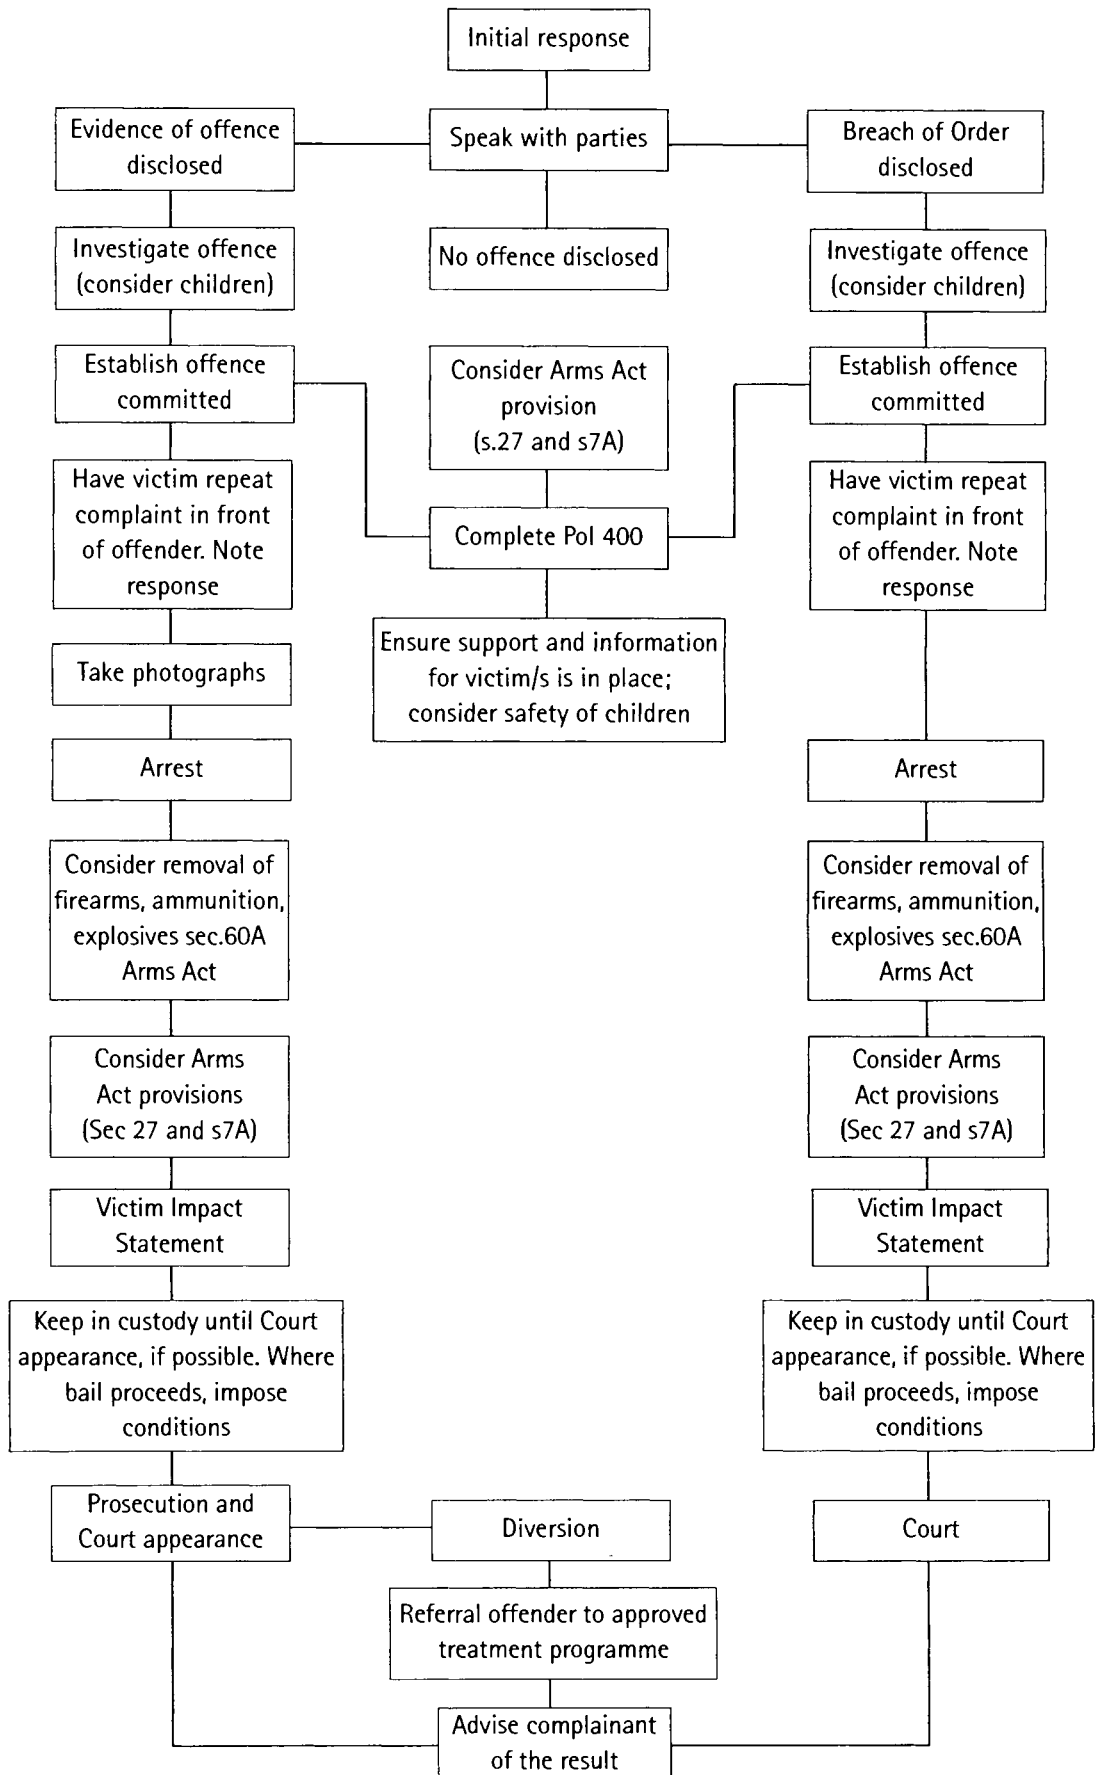 Initial response
Evidence of offence
disclosed
Speak with parties
Breach of Order
disclosed
Investigate offence
(consider children)
No offence disclosed
Investigate offence
(consider children)
Establish offence
committed
Consider Arms Act
provision
(s.27 and s7A)
Establish offence
committed
Have victim repeat
complaint in front
of offender. Note
response
Complete Pol 400
Have victim repeat
complaint in front
of offender. Note
response
Take photographs
Ensure support and information
for victim/s is in place;
consider safety of children
Arrest
Arrest
Consider removal of
firearms, ammunition,
explosives sec.60A
Arms Act
Consider removal of
firearms, ammunition,
explosives sec.60A
Arms Act
Consider Arms
Act provisions
(Sec 27 and s7A)
Consider Arms
Act provisions
(Sec 27 and s7A)
Victim Impact
Statement
Victim Impact
Statement
Keep in custody until Court
appearance, if possible. Where
bail proceeds, impose
conditions
Keep in custody until Court
appearance, if possible. Where
bail proceeds, impose
conditions
Prosecution and
Court appearance
Diversion
Court
Referral offender to approved
treatment programme
Advise complainant
of the result